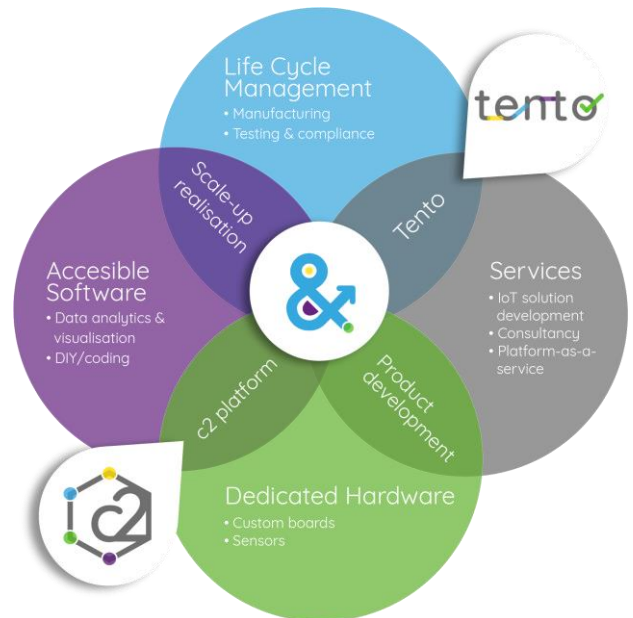 Life Cycle
Management
• Manufacturing
• Testing & compliance
tento
Scale-up
realisation
Tento
&
Accesible
Software
• Data analytics &
visualisation
• DIY/coding
Services
• IoT solution
development
• Consultancy
• Platform-as-a-
service
c2 platform
Product
development
c2
Dedicated Hardware
• Custom boards
• Sensors